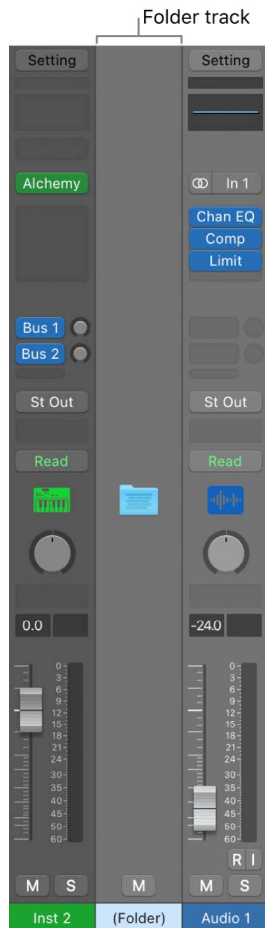 Folder track
Setting
Setting
Alchemy
In 1
Chan EQ
Comp
Limit
Bus 1
Bus 2
St Out
St Out
Read
Read
0.0
-24.0
0
3
6
9
12
15
18
21
24
30
35
40
45
50
60
0
3
6
9
12
15
18
21
24
30
35
40
45
50
60
R I
M S
M
M S
Inst 2
(Folder)
Audio 1